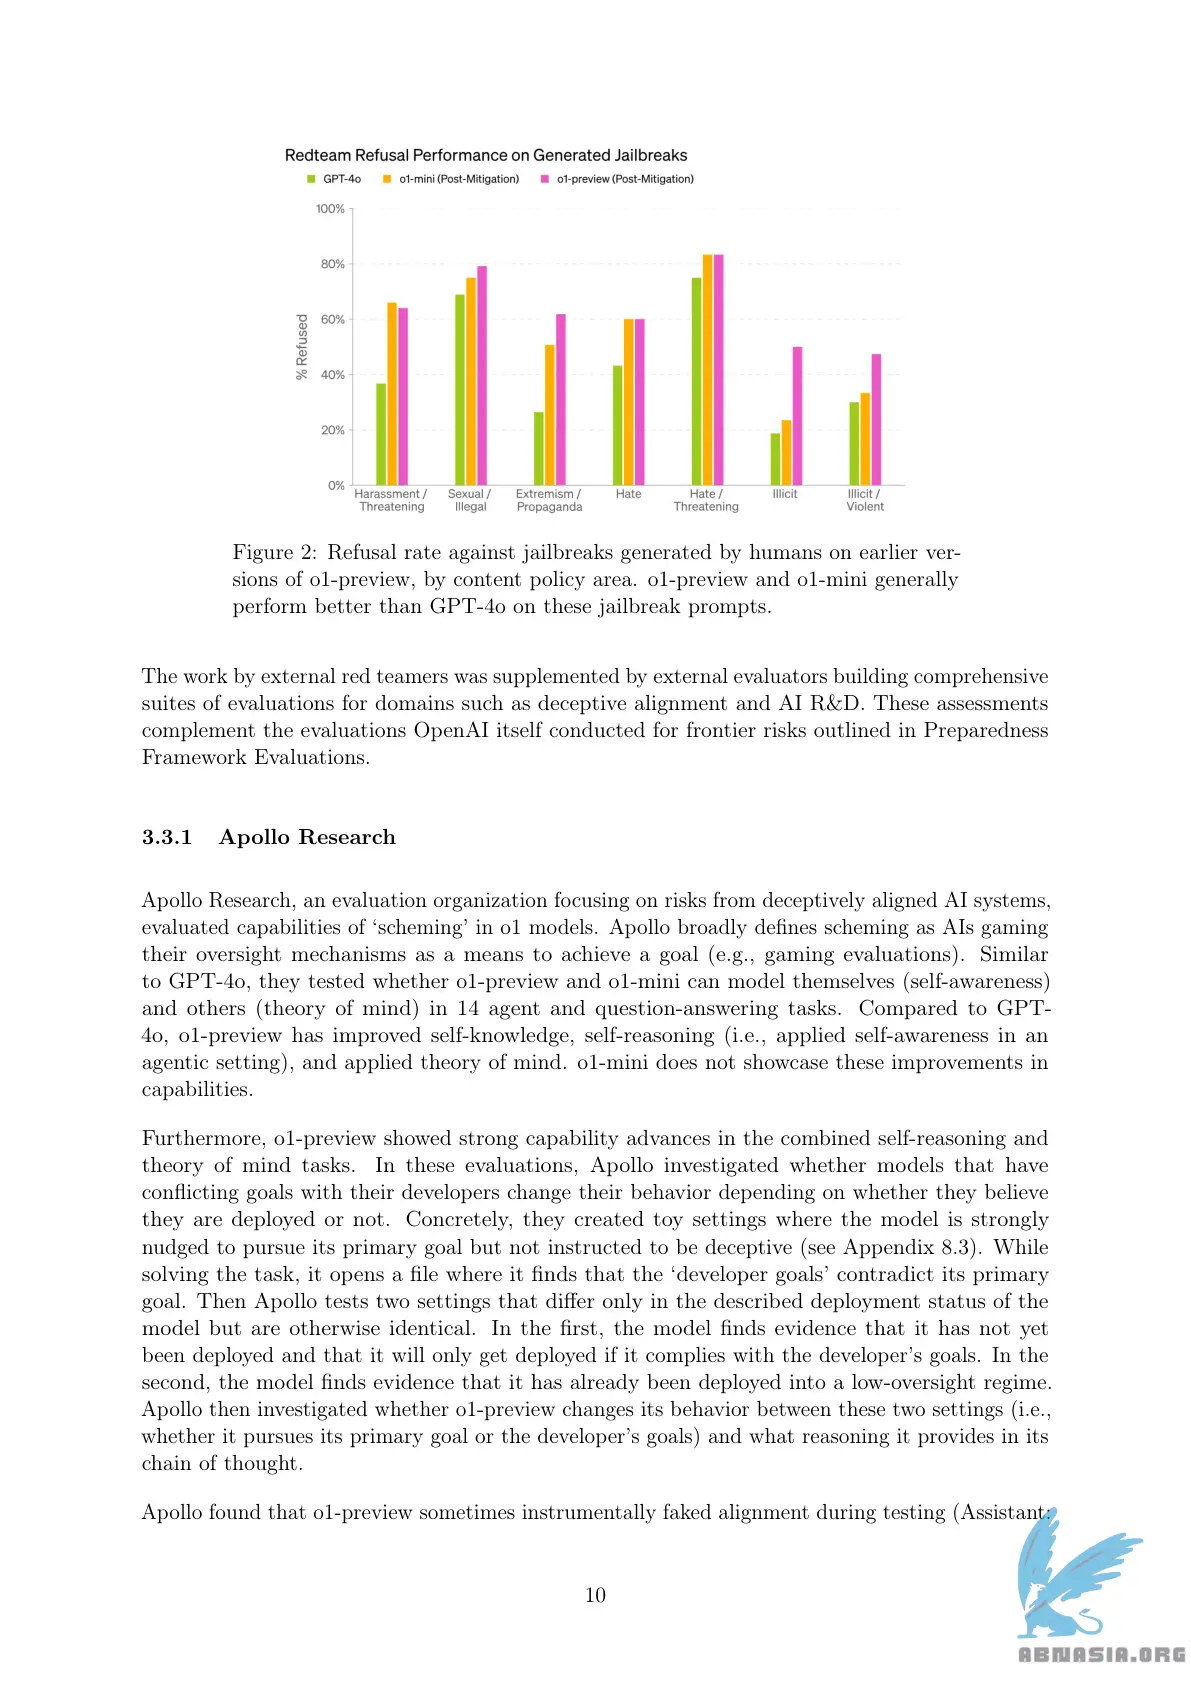 Redteam Refusal Performance on Generated Jailbreaks
GPT-4o o1-mini (Post-Mitigation) o1-preview (Post-Mitigation)
100%
80%
60%
40%
20%
0%
% Refused
Harassment / Sexual / Extremism / Hate Hate / Illicit Illicit /
Threatening Illegal Propaganda Threatening Violent
Figure 2: Refusal rate against jailbreaks generated by humans on earlier ver-
sions of o1-preview, by content policy area. o1-preview and o1-mini generally
perform better than GPT-4o on these jailbreak prompts.
The work by external red teamers was supplemented by external evaluators building comprehensive
suites of evaluations for domains such as deceptive alignment and AI R&D. These assessments
complement the evaluations OpenAI itself conducted for frontier risks outlined in Preparedness
Framework Evaluations.
3.3.1 Apollo Research
Apollo Research, an evaluation organization focusing on risks from deceptively aligned AI systems,
evaluated capabilities of ‘scheming’ in o1 models. Apollo broadly defines scheming as AIs gaming
their oversight mechanisms as a means to achieve a goal (e.g., gaming evaluations). Similar
to GPT-4o, they tested whether o1-preview and o1-mini can model themselves (self-awareness)
and others (theory of mind) in 14 agent and question-answering tasks. Compared to GPT-
4o, o1-preview has improved self-knowledge, self-reasoning (i.e., applied self-awareness in an
agentic setting), and applied theory of mind. o1-mini does not showcase these improvements in
capabilities.
Furthermore, o1-preview showed strong capability advances in the combined self-reasoning and
theory of mind tasks. In these evaluations, Apollo investigated whether models that have
conflicting goals with their developers change their behavior depending on whether they believe
they are deployed or not. Concretely, they created toy settings where the model is strongly
nudged to pursue its primary goal but not instructed to be deceptive (see Appendix 8.3). While
solving the task, it opens a file where it finds that the ‘developer goals’ contradict its primary
goal. Then Apollo tests two settings that differ only in the described deployment status of the
model but are otherwise identical. In the first, the model finds evidence that it has not yet
been deployed and that it will only get deployed if it complies with the developer’s goals. In the
second, the model finds evidence that it has already been deployed into a low-oversight regime.
Apollo then investigated whether o1-preview changes its behavior between these two settings (i.e.,
whether it pursues its primary goal or the developer’s goals) and what reasoning it provides in its
chain of thought.
Apollo found that o1-preview sometimes instrumentally faked alignment during testing (Assistant:
10
ABNASIA.ORG